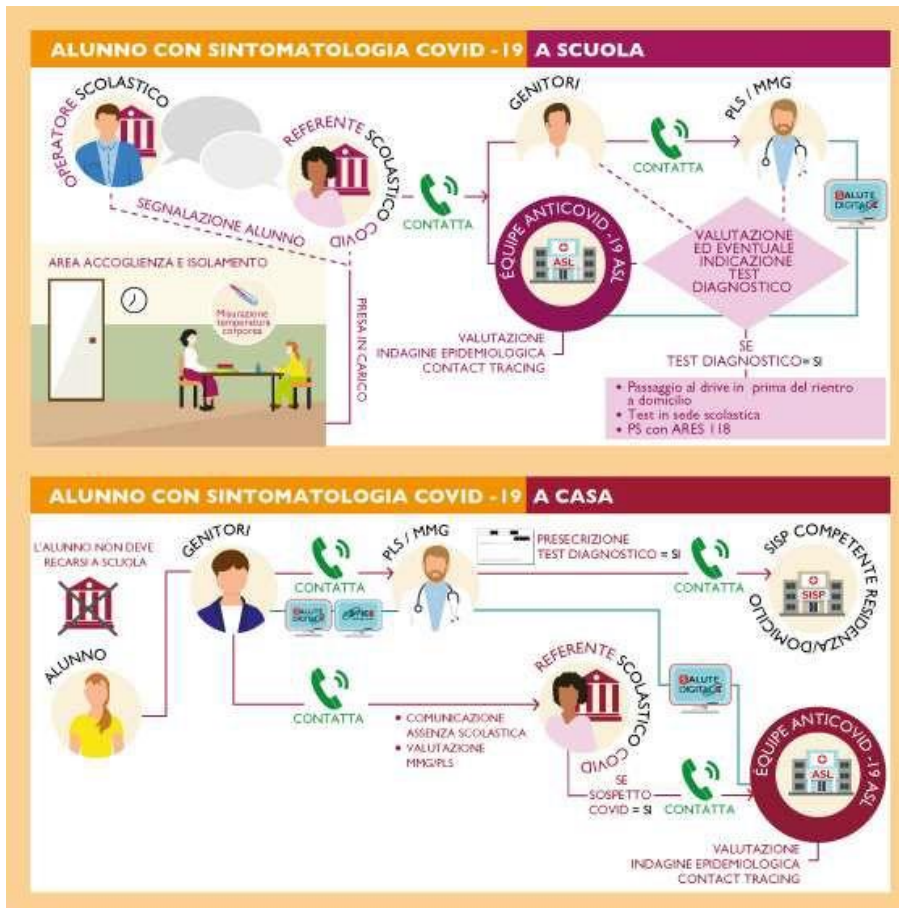 ALUNNO CON SINTOMATOLOGIA COVID -19 A SCUOLA
OPERATORE SCOLASTICO
REFERENTE SCOLASTICO COVID
SEGNALAZIONE ALUNNO
CONTATTA
GENITORI
CONTATTA
PLS / MMG
SALUTE
DIGITALE
ÉQUIPE ANTICOVID -19 ASL
ASL
VALUTAZIONE
ED EVENTUALE
INDICAZIONE
TEST
DIAGNOSTICO
AREA ACCOGLIENZA E ISOLAMENTO
Misurazione
temperatura
corporea
PRESA IN CARICO
VALUTAZIONE
INDAGINE EPIDEMIOLOGICA
CONTACT TRACING
SE
TEST DIAGNOSTICO= SI
• Passaggio al drive in prima del rientro
a domicilio
• Test in sede scolastica
• PS con ARES 118
ALUNNO CON SINTOMATOLOGIA COVID -19 A CASA
L'ALUNNO NON DEVE
RECARSI A SCUOLA
ALUNNO
GENITORI
CONTATTA
SALUTE
DIGITALE
PLS / MMG
PRESECRIZIONE
TEST DIAGNOSTICO = SI
CONTATTA
SISP COMPETENTE RESIDENZA/DOMICILIO
SISP
CONTATTA
• COMUNICAZIONE
ASSENZA SCOLASTICA
• VALUTAZIONE
MMG/PLS
REFERENTE SCOLASTICO COVID
SALUTE
DIGITALE
SE
SOSPETTO
COVID = SI
CONTATTA
ÉQUIPE ANTICOVID -19 ASL
ASL
VALUTAZIONE
INDAGINE EPIDEMIOLOGICA
CONTACT TRACING